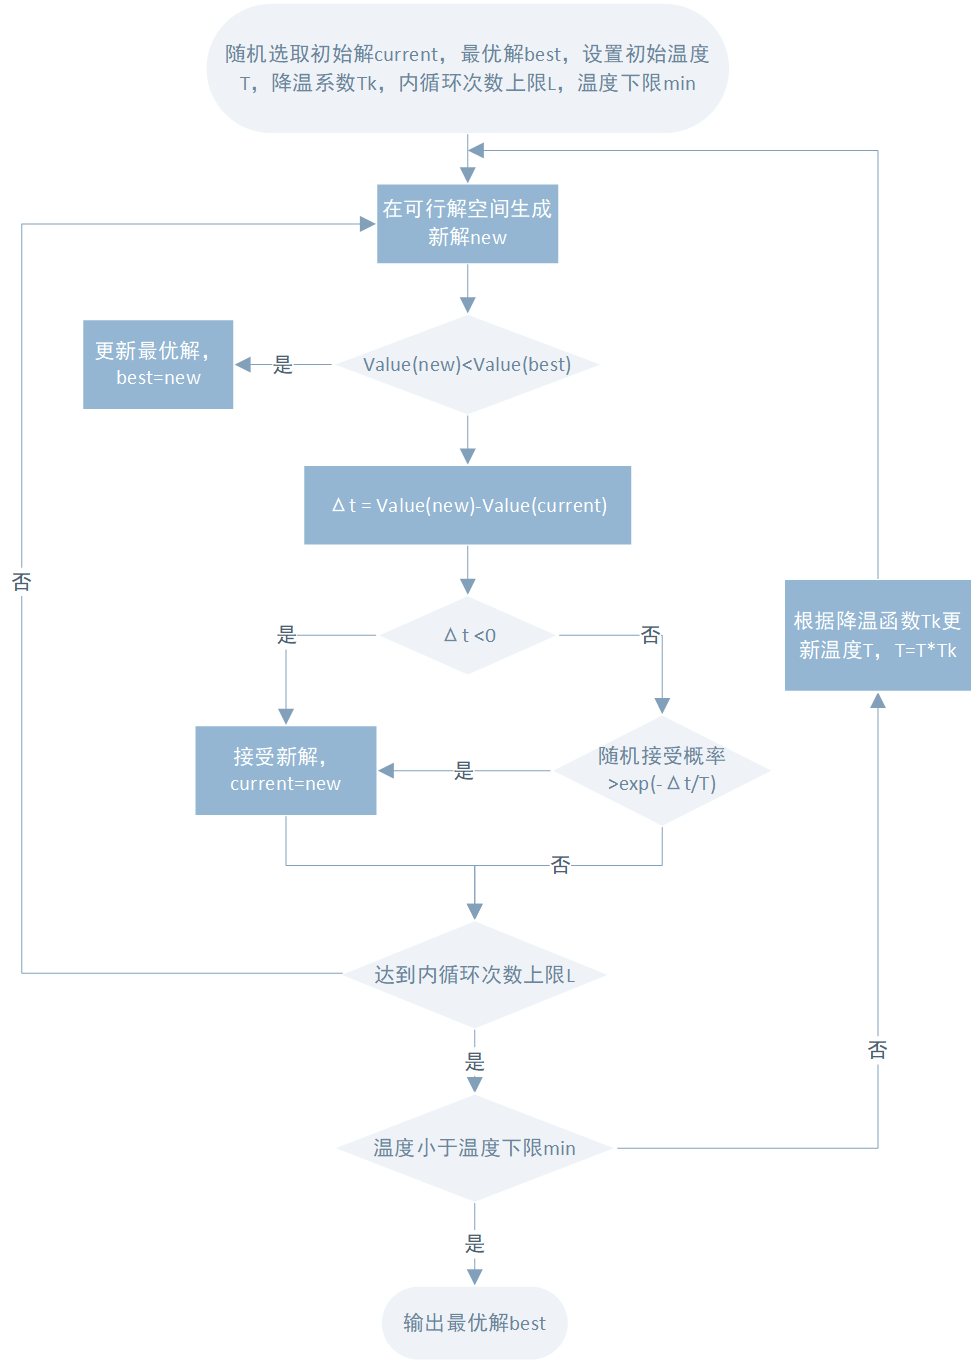 随机选取初始解current，最优解best，设置初始温度
T，降温系数Tk，内循环次数上限L，温度下限min
在可行解空间生成
新解new
Value(new)<Value(best)
是
更新最优解，
best=new
Δt = Value(new)-Value(current)
Δt <0
是
否
接受新解，
current=new
是
随机接受概率
>exp(-Δt/T)
否
达到内循环次数上限L
否
是
温度小于温度下限min
否
根据降温函数Tk更
新温度T，T=T*Tk
是
输出最优解best